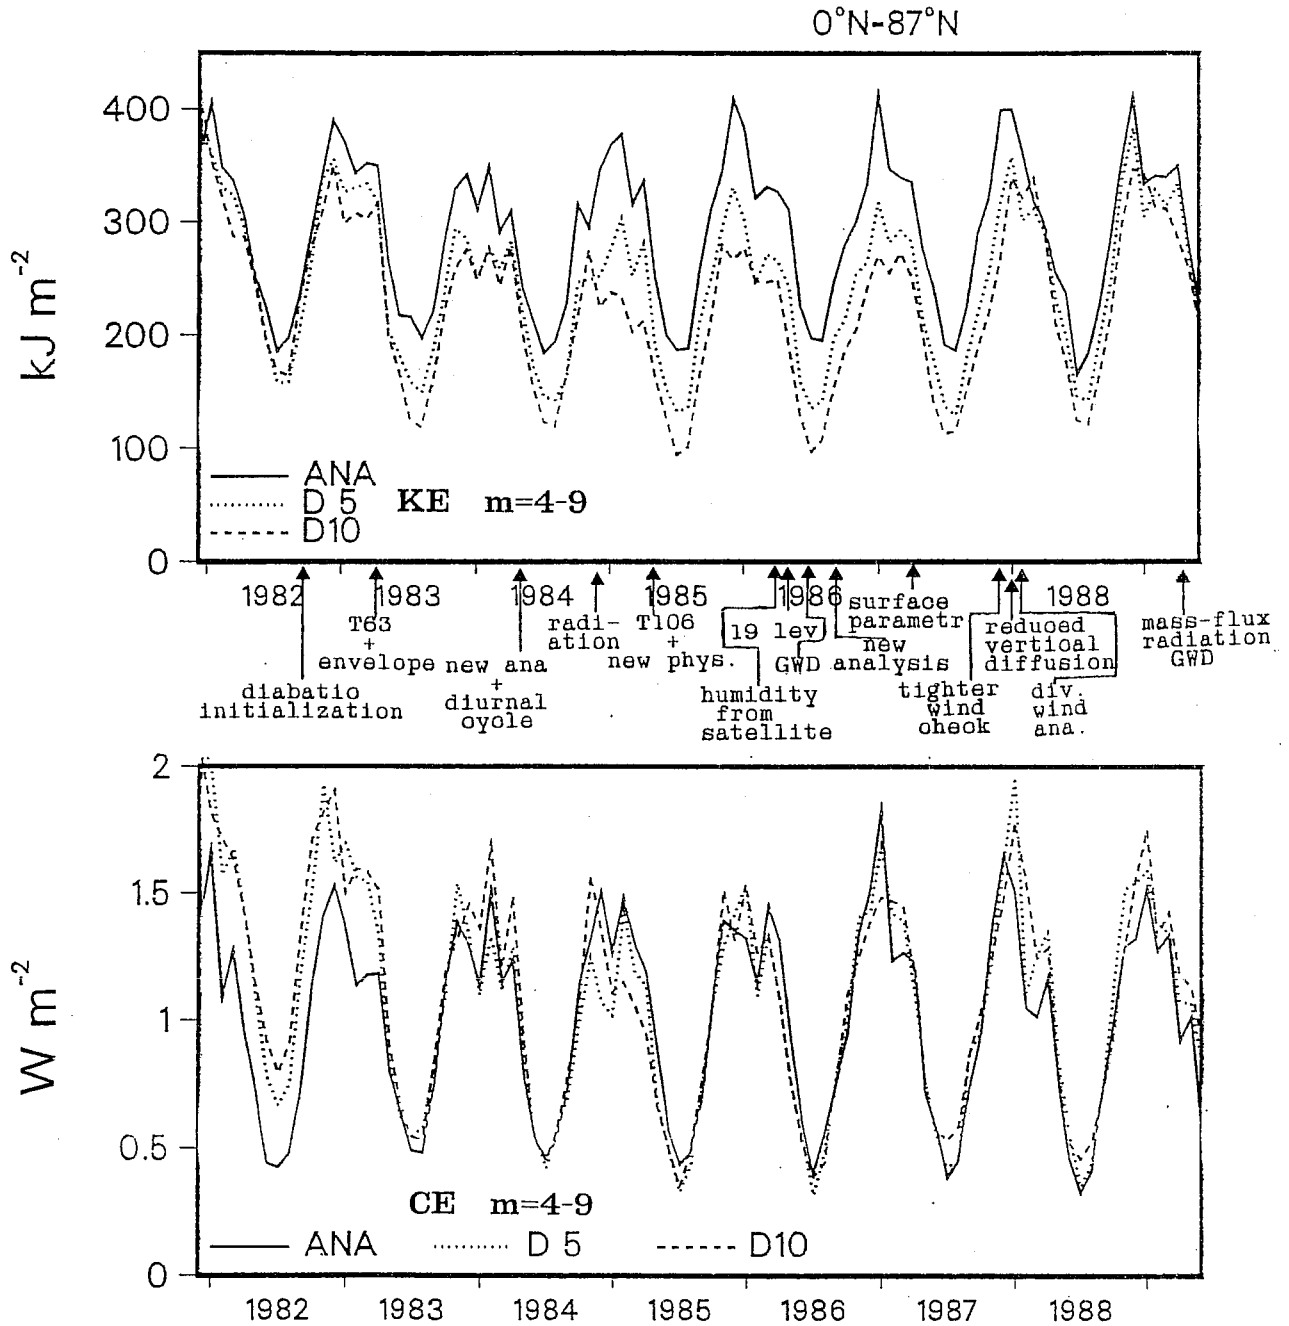 0°N-87°N
400
300
200
100
0
kJ m⁻²
ANA
D 5
D10
KE m=4-9
1982
1983
1984
1985
1986
1988
diabatio
initialization
T63
+
envelope
new ana
+
diurnal
oyole
radi-
ation
T106
+
new phys.
19 lev
GWD
humidity
from
satellite
surface
parametr
new
analysis
tighter
wind
oheok
reduoed
vertioal
diffusion
div.
wind
ana.
mass-flux
radiation
GWD
2
1.5
1
0.5
0
W m⁻²
CE m=4-9
ANA
D 5
D10
1982
1983
1984
1985
1986
1987
1988